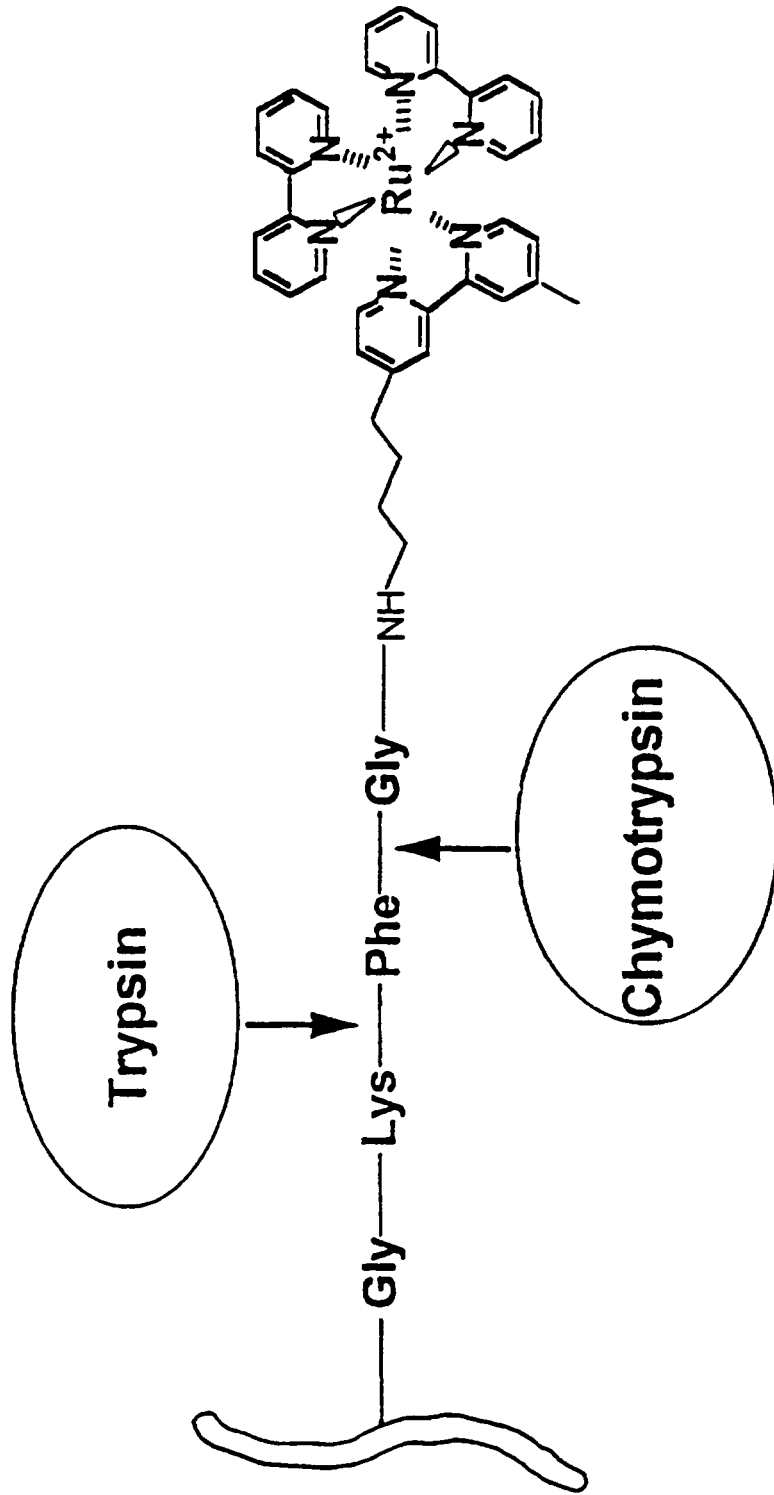 Trypsin
Gly Lys Phe Gly NH
Chymotrypsin
N N
N N
Ru2+
N N